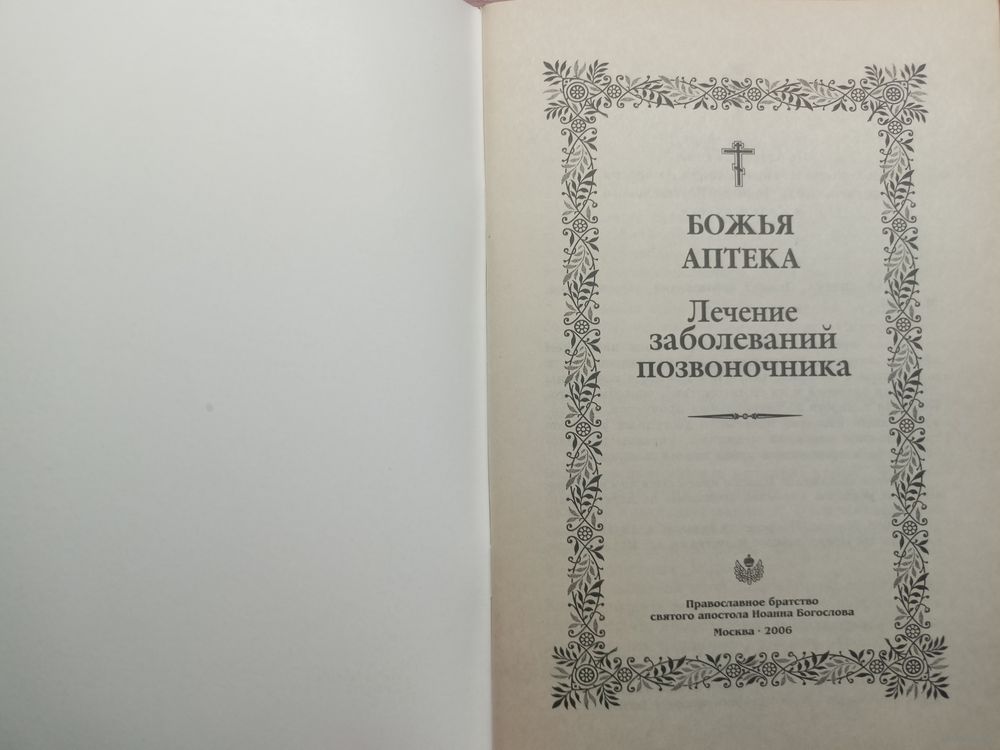 БОЖЬЯ
АПТЕКА
Лечение
заболеваний
позвоночника
Православное братство
святого апостола Иоанна Богослова
Москва · 2006